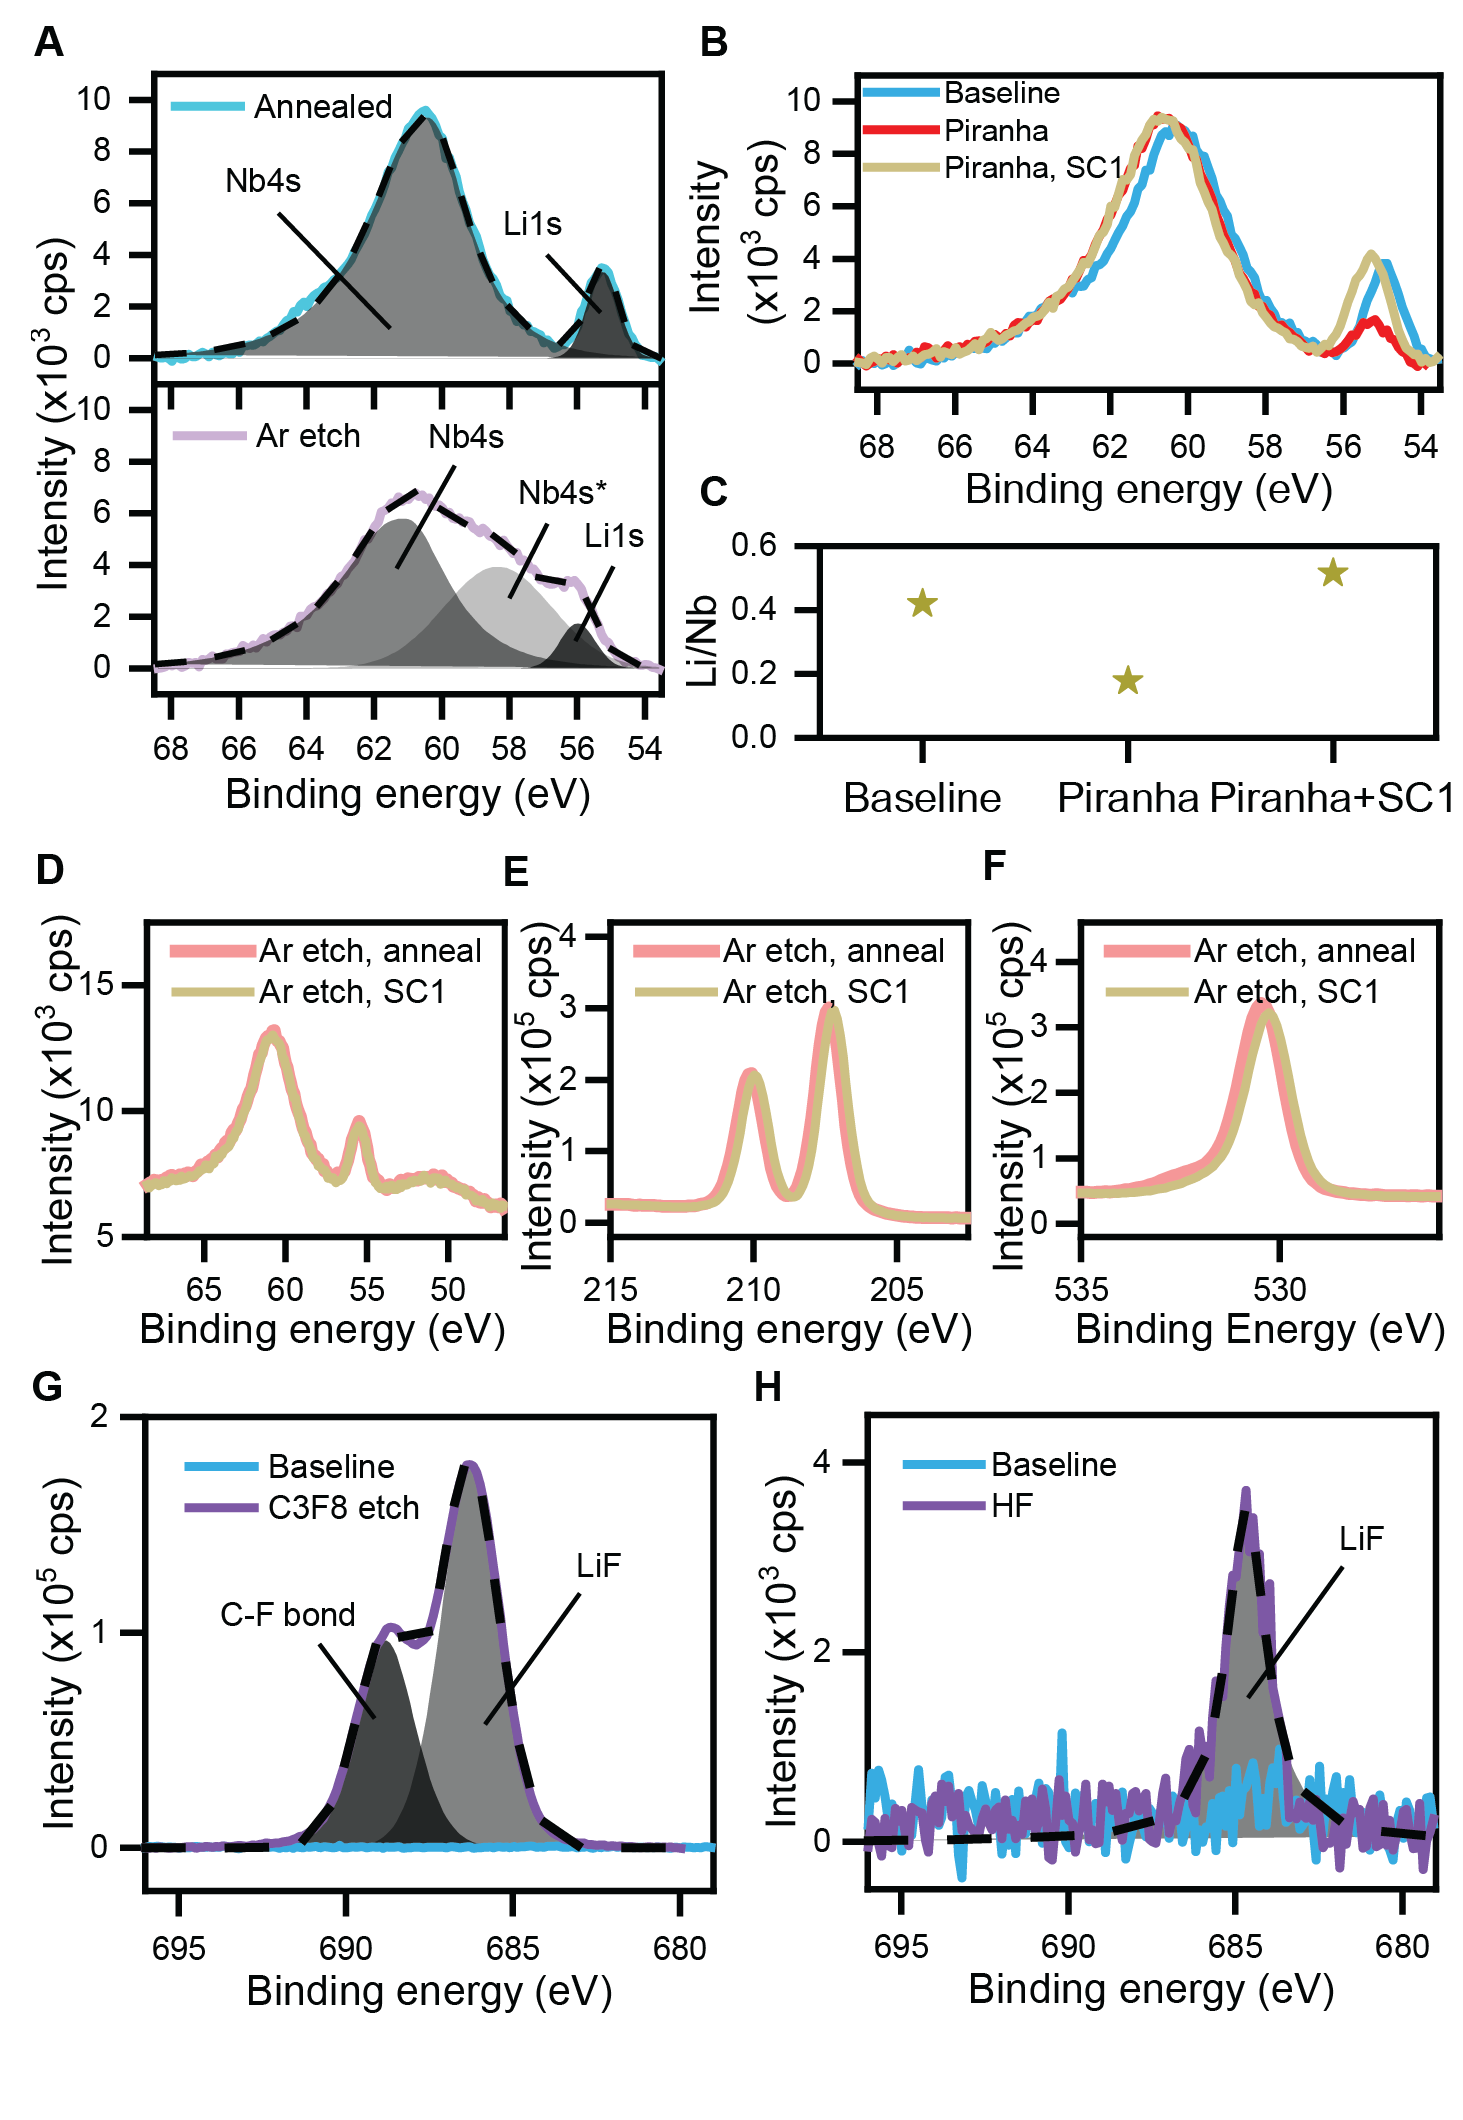 A
Intensity (x10³ cps)
10
8
6
4
2
0
Annealed
Nb4s
Li1s
10
8
6
4
2
0
Ar etch
Nb4s
Nb4s*
Li1s
68 66 64 62 60 58 56 54
Binding energy (eV)
B
Intensity
(x10³ cps)
10
8
6
4
2
0
Baseline
Piranha
Piranha, SC1
68 66 64 62 60 58 56 54
Binding energy (eV)
C
Li/Nb
0.6
0.4
0.2
0.0
Baseline Piranha Piranha+SC1
D
Intensity (x10³ cps)
15
10
5
Ar etch, anneal
Ar etch, SC1
65 60 55 50
Binding energy (eV)
E
Intensity (x10⁵ cps)
4
3
2
1
0
Ar etch, anneal
Ar etch, SC1
215 210 205
Binding energy (eV)
F
Intensity (x10⁵ cps)
4
3
2
1
0
Ar etch, anneal
Ar etch, SC1
535 530
Binding Energy (eV)
G
Intensity (x10⁵ cps)
2
1
0
Baseline
C3F8 etch
C-F bond
LiF
695 690 685 680
Binding energy (eV)
H
Intensity (x10³ cps)
4
2
0
Baseline
HF
LiF
695 690 685 680
Binding energy (eV)